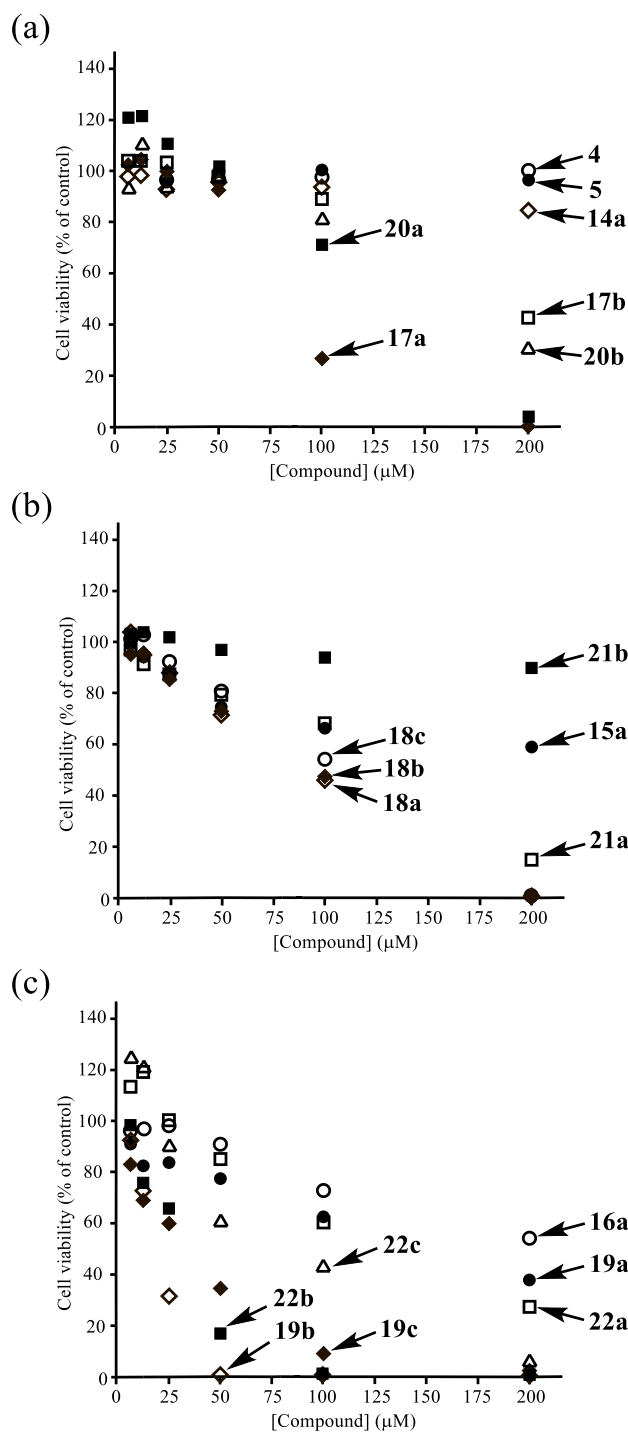 (a)
140
120
100
80
60
40
20
0
Cell viability (% of control)
4
5
14a
20a
17b
17a
20b
0 25 50 75 100 125 150 175 200
[Compound] (μM)
(b)
140
120
100
80
60
40
20
0
Cell viability (% of control)
21b
15a
18c
18b
18a
21a
0 25 50 75 100 125 150 175 200
[Compound] (μM)
(c)
140
120
100
80
60
40
20
0
Cell viability (% of control)
16a
22c
19a
22b
22a
19b
19c
0 25 50 75 100 125 150 175 200
[Compound] (μM)